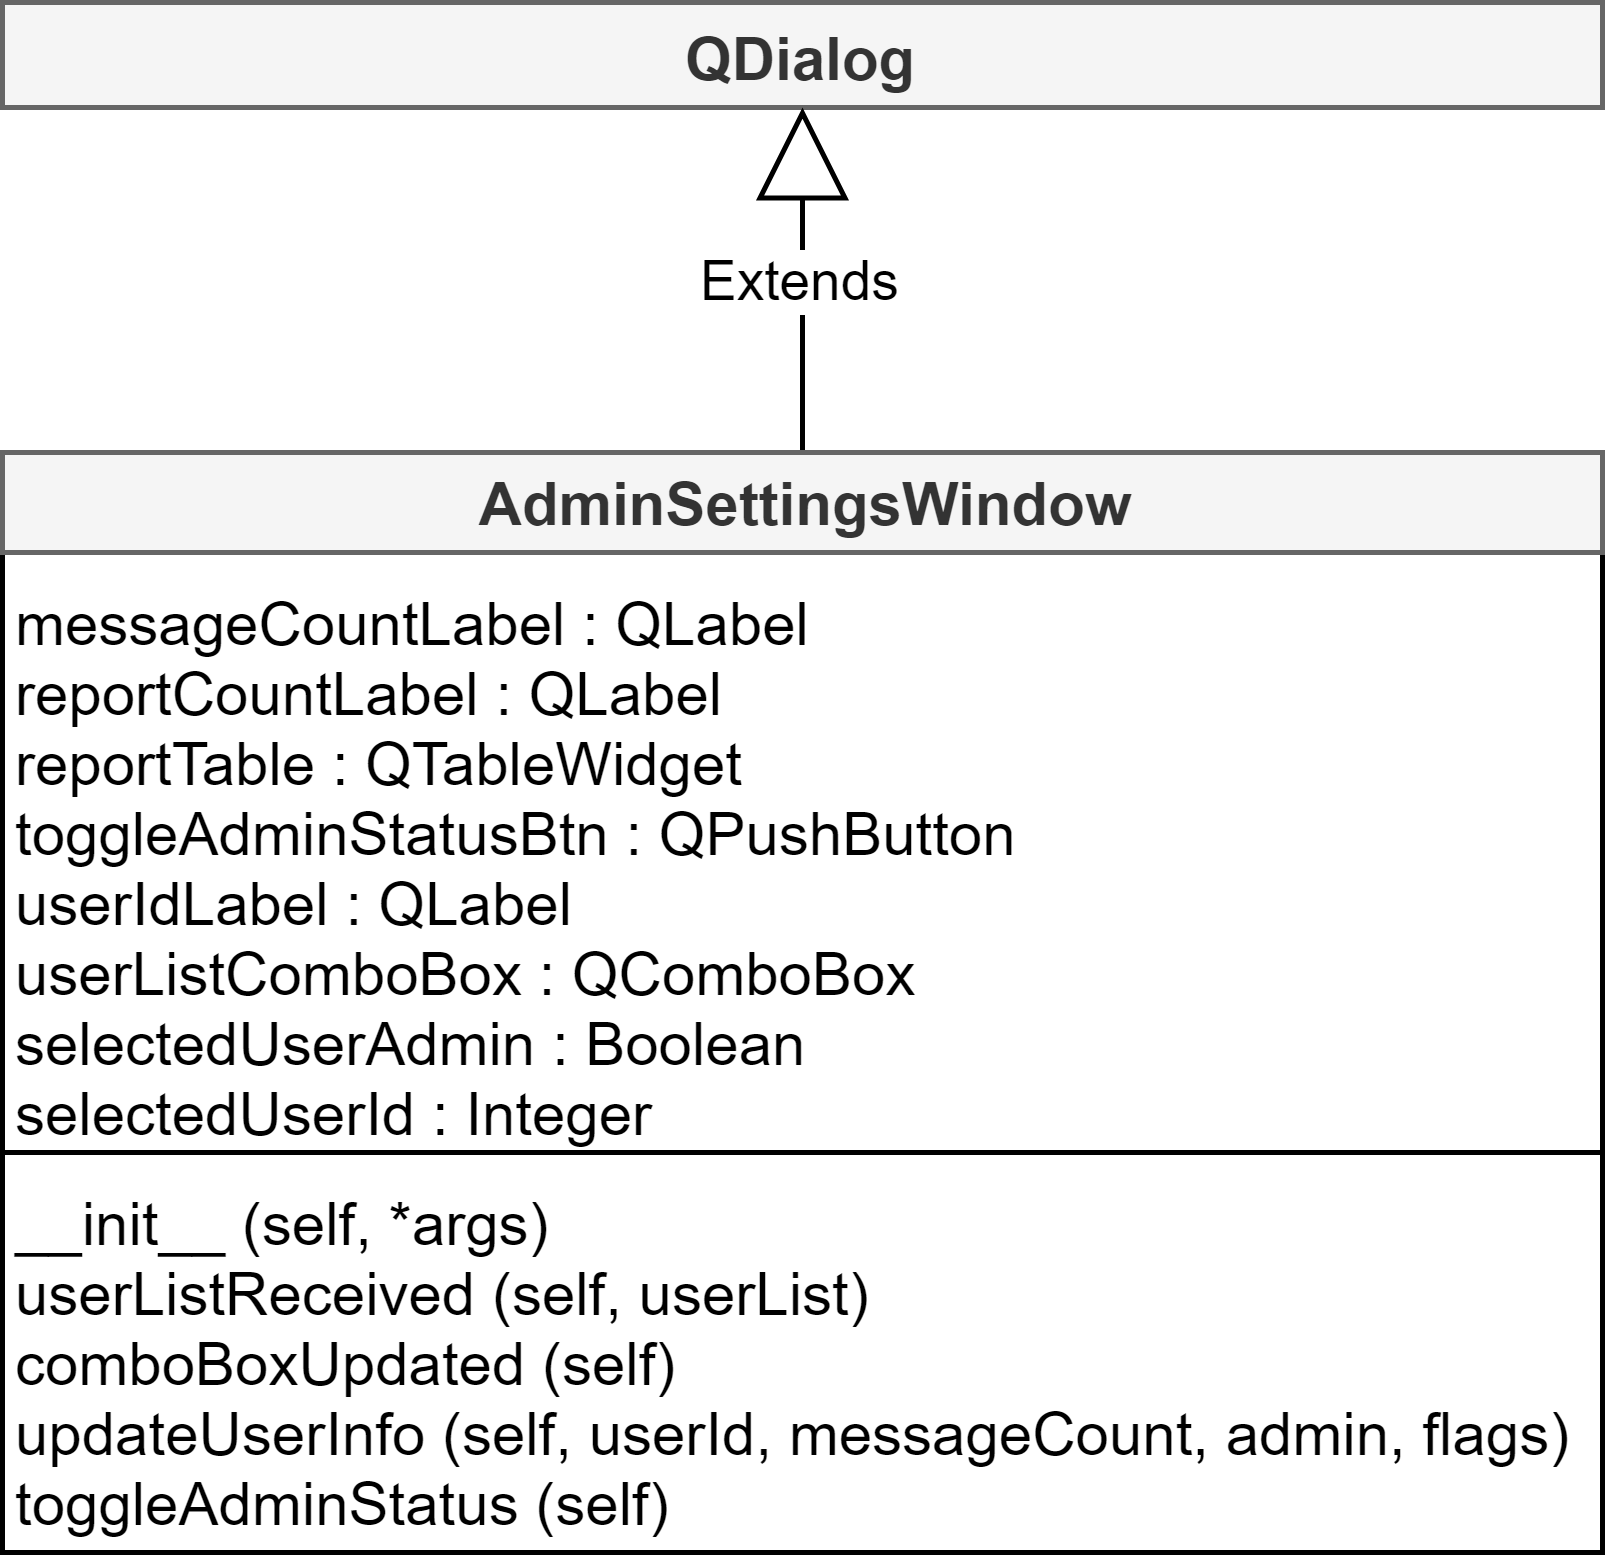 QDialog
Extends
AdminSettingsWindow
messageCountLabel : QLabel
reportCountLabel : QLabel
reportTable : QTableWidget
toggleAdminStatusBtn : QPushButton
userIdLabel : QLabel
userListComboBox : QComboBox
selectedUserAdmin : Boolean
selectedUserId : Integer
__init__ (self, *args)
userListReceived (self, userList)
comboBoxUpdated (self)
updateUserInfo (self, userId, messageCount, admin, flags)
toggleAdminStatus (self)